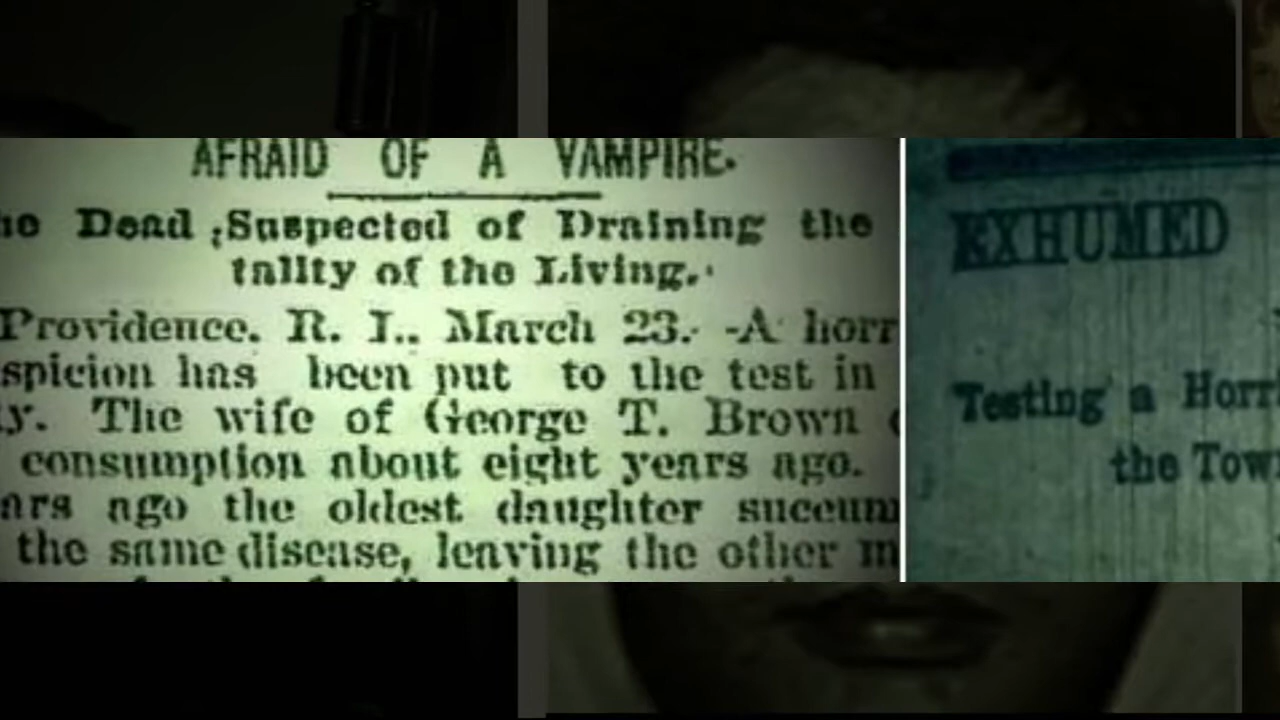 AFRAID OF A VAMPIRE.
he Dead Suspected of Draining the
tality of the Living.
Providence. R. I., March 23. -A horr
spicion has been put to the test in
y. The wife of George T. Brown
consumption about eight years ago.
ars ago the oldest daughter succum
the same disease, leaving the other m
EXHUMED
Testing a Horr
the Tow